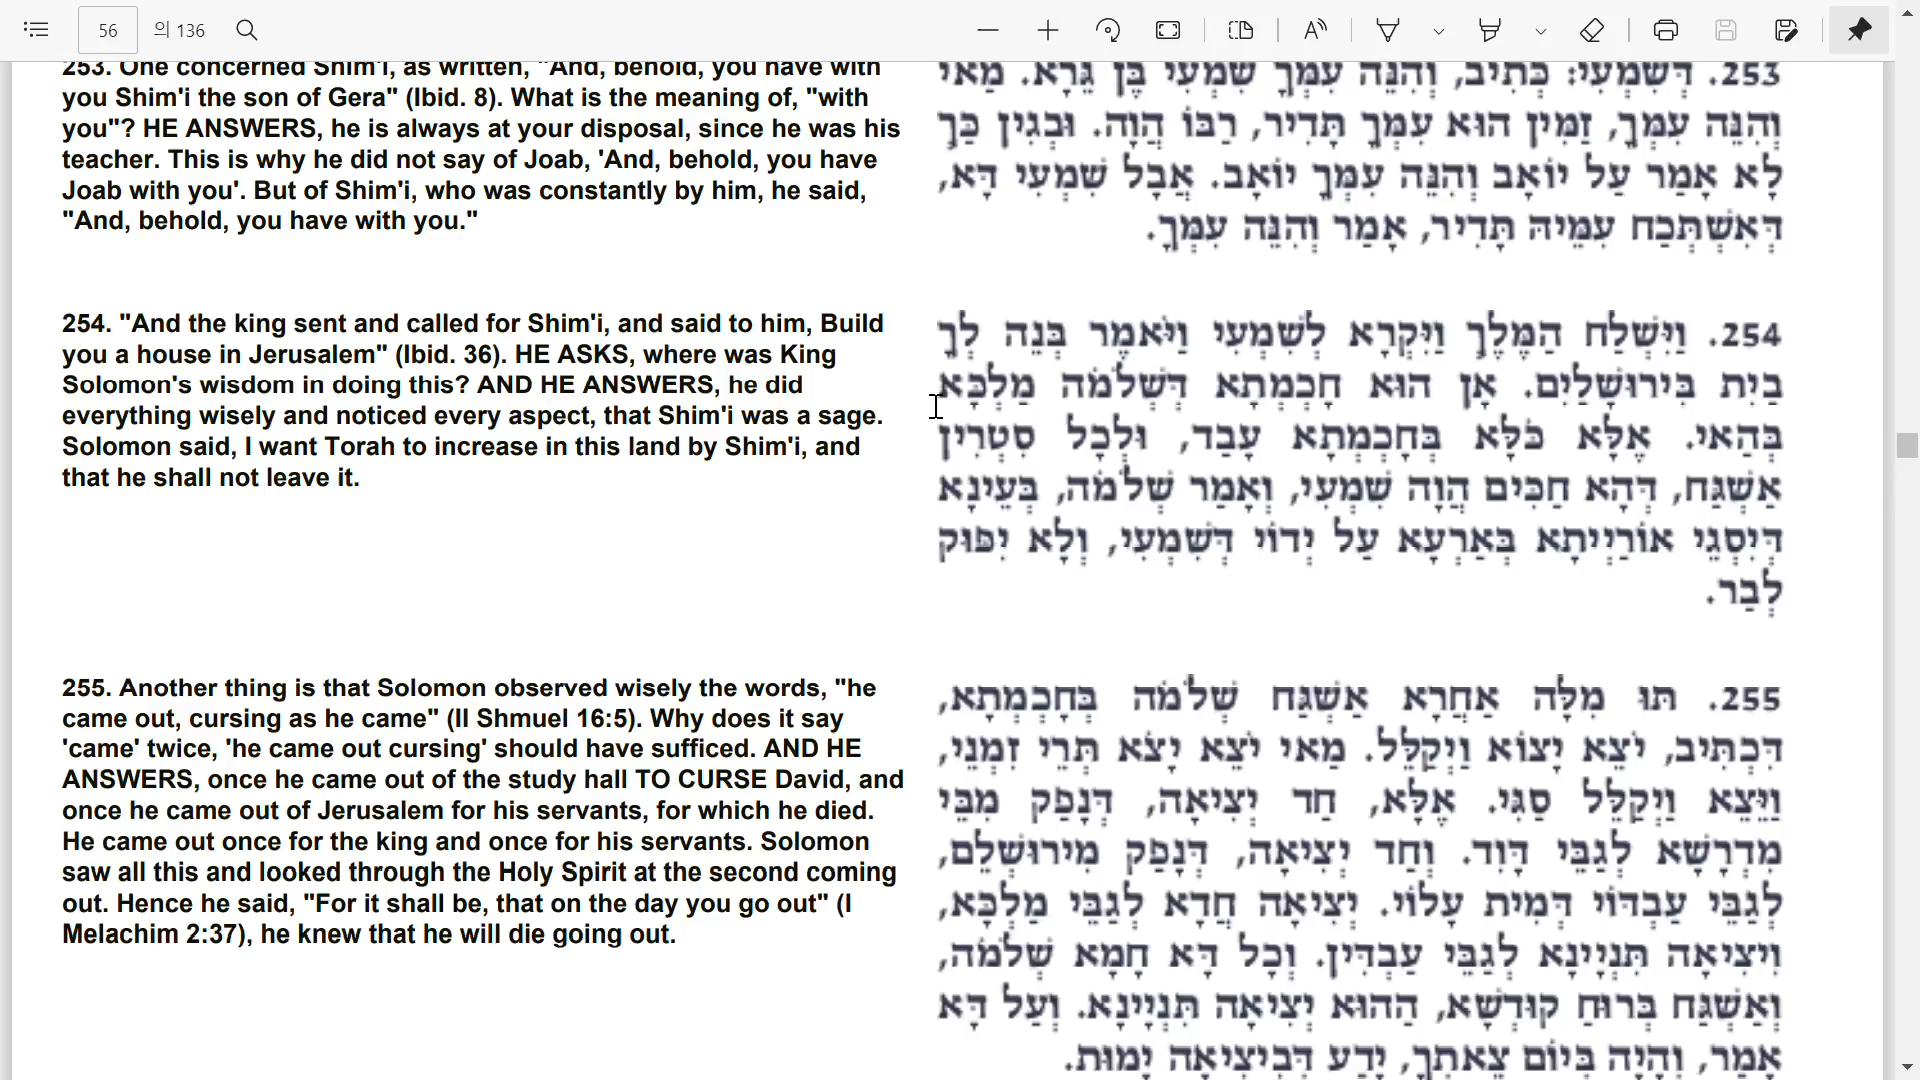 56
의 136
253. One concerned Shim'i, as written, "And, behold, you have with
you Shim'i the son of Gera" (Ibid. 8). What is the meaning of, "with
you"? HE ANSWERS, he is always at your disposal, since he was his
teacher. This is why he did not say of Joab, 'And, behold, you have
Joab with you'. But of Shim'i, who was constantly by him, he said,
"And, behold, you have with you."
253. דְּשִׁמְעִי: כְּתִיב, וְהִנֵּה עִמְּךָ שִׁמְעִי בֶּן גֵּרָא. מַאי
וְהִנֵּה עִמְּךָ, זַמִּין הוּא עִמְּךָ תָּדִיר, רַבּוֹ הֲוָה. וּבְגִין כַּךְ
לָא אָמַר עַל יוֹאָב וְהִנֵּה עִמְּךָ יוֹאָב. אֲבָל שִׁמְעִי דָּא,
דְּאִשְׁתְּכַח עִמֵּיהּ תָּדִיר, אָמַר וְהִנֵּה עִמְּךָ.
254. "And the king sent and called for Shim'i, and said to him, Build
you a house in Jerusalem" (Ibid. 36). HE ASKS, where was King
Solomon's wisdom in doing this? AND HE ANSWERS, he did
everything wisely and noticed every aspect, that Shim'i was a sage.
Solomon said, I want Torah to increase in this land by Shim'i, and
that he shall not leave it.
254. וַיִּשְׁלַח הַמֶּלֶךְ וַיִּקְרָא לְשִׁמְעִי וַיֹּאמֶר בְּנֵה לְךָ
בַיִת בִּירוּשָׁלַיִם. אָן הוּא חָכְמְתָא דִּשְׁלֹמֹה מַלְכָּא
בְּהַאי. אֶלָּא כֹּלָּא בְּחָכְמְתָא עָבַד, וּלְכָל סִטְרִין
אַשְׁגַּח, דְּהָא חַכִּים הֲוָה שִׁמְעִי, וְאָמַר שְׁלֹמֹה, בְּעֵינָא
דְּיִסְגֵּי אוֹרַיְיתָא בְּאַרְעָא עַל יְדוֹי דְּשִׁמְעִי, וְלָא יִפּוּק
לְבַר.
255. Another thing is that Solomon observed wisely the words, "he
came out, cursing as he came" (II Shmuel 16:5). Why does it say
'came' twice, 'he came out cursing' should have sufficed. AND HE
ANSWERS, once he came out of the study hall TO CURSE David, and
once he came out of Jerusalem for his servants, for which he died.
He came out once for the king and once for his servants. Solomon
saw all this and looked through the Holy Spirit at the second coming
out. Hence he said, "For it shall be, that on the day you go out" (I
Melachim 2:37), he knew that he will die going out.
255. תּוּ מִלָּה אַחֲרָא אַשְׁגַּח שְׁלֹמֹה בְּחָכְמְתָא,
דִּכְתִּיב, יֹצֵא יָצוֹא וַיְקַלֵּל. מַאי יֹצֵא יָצֹא תְּרֵי זִמְנֵי,
וַיֵּצֵא וַיְקַלֵּל סַגִּי. אֶלָּא, חַד יְצִיאָה, דְּנָפַק מִבֵּי
מִדְרָשָׁא לְגַבֵּי דָּוִד. וְחַד יְצִיאָה, דְּנָפַק מִירוּשְׁלֵם,
לְגַבֵּי עַבְדּוֹי דְּמִית עָלוֹי. יְצִיאָה חֲדָא לְגַבֵּי מַלְכָּא,
וִיצִיאָה תִּנְיָינָא לְגַבֵּי עַבְדִּין. וְכָל דָּא חָמָא שְׁלֹמֹה,
וְאַשְׁגַּח בְּרוּחַ קוּדְשָׁא, הַהוּא יְצִיאָה תִּנְיָינָא. וְעַל דָּא
אָמַר, וְהָיָה בְּיוֹם צֵאתְךָ, יָדַע דְּבִיצִיאָה יָמוּת.